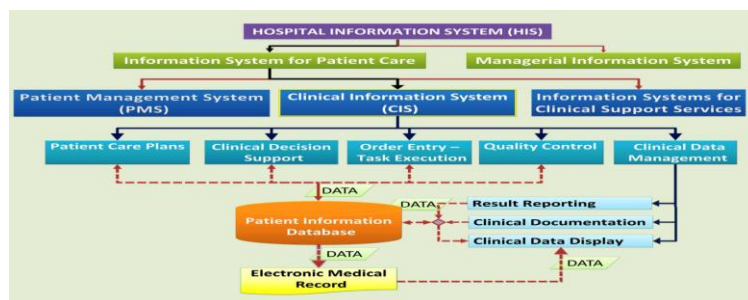 HOSPITAL INFORMATION SYSTEM (HIS)
Information System for Patient Care
Managerial Information System
Patient Management System
(PMS)
Clinical Information System
(CIS)
Information Systems for
Clinical Support Services
Patient Care Plans
Clinical Decision
Support
Order Entry –
Task Execution
Quality Control
Clinical Data
Management
DATA
DATA
Result Reporting
Patient Information
Database
Clinical Documentation
Clinical Data Display
DATA
DATA
Electronic Medical
Record